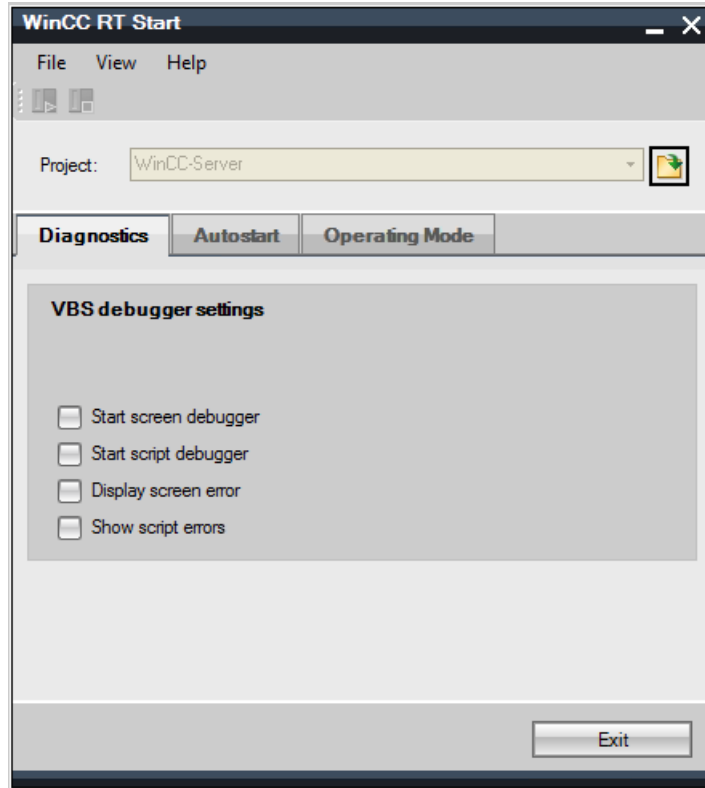 WinCC RT Start
File View Help
Project: WinCC-Server
Diagnostics Autostart Operating Mode
VBS debugger settings
Start screen debugger
Start script debugger
Display screen error
Show script errors
Exit